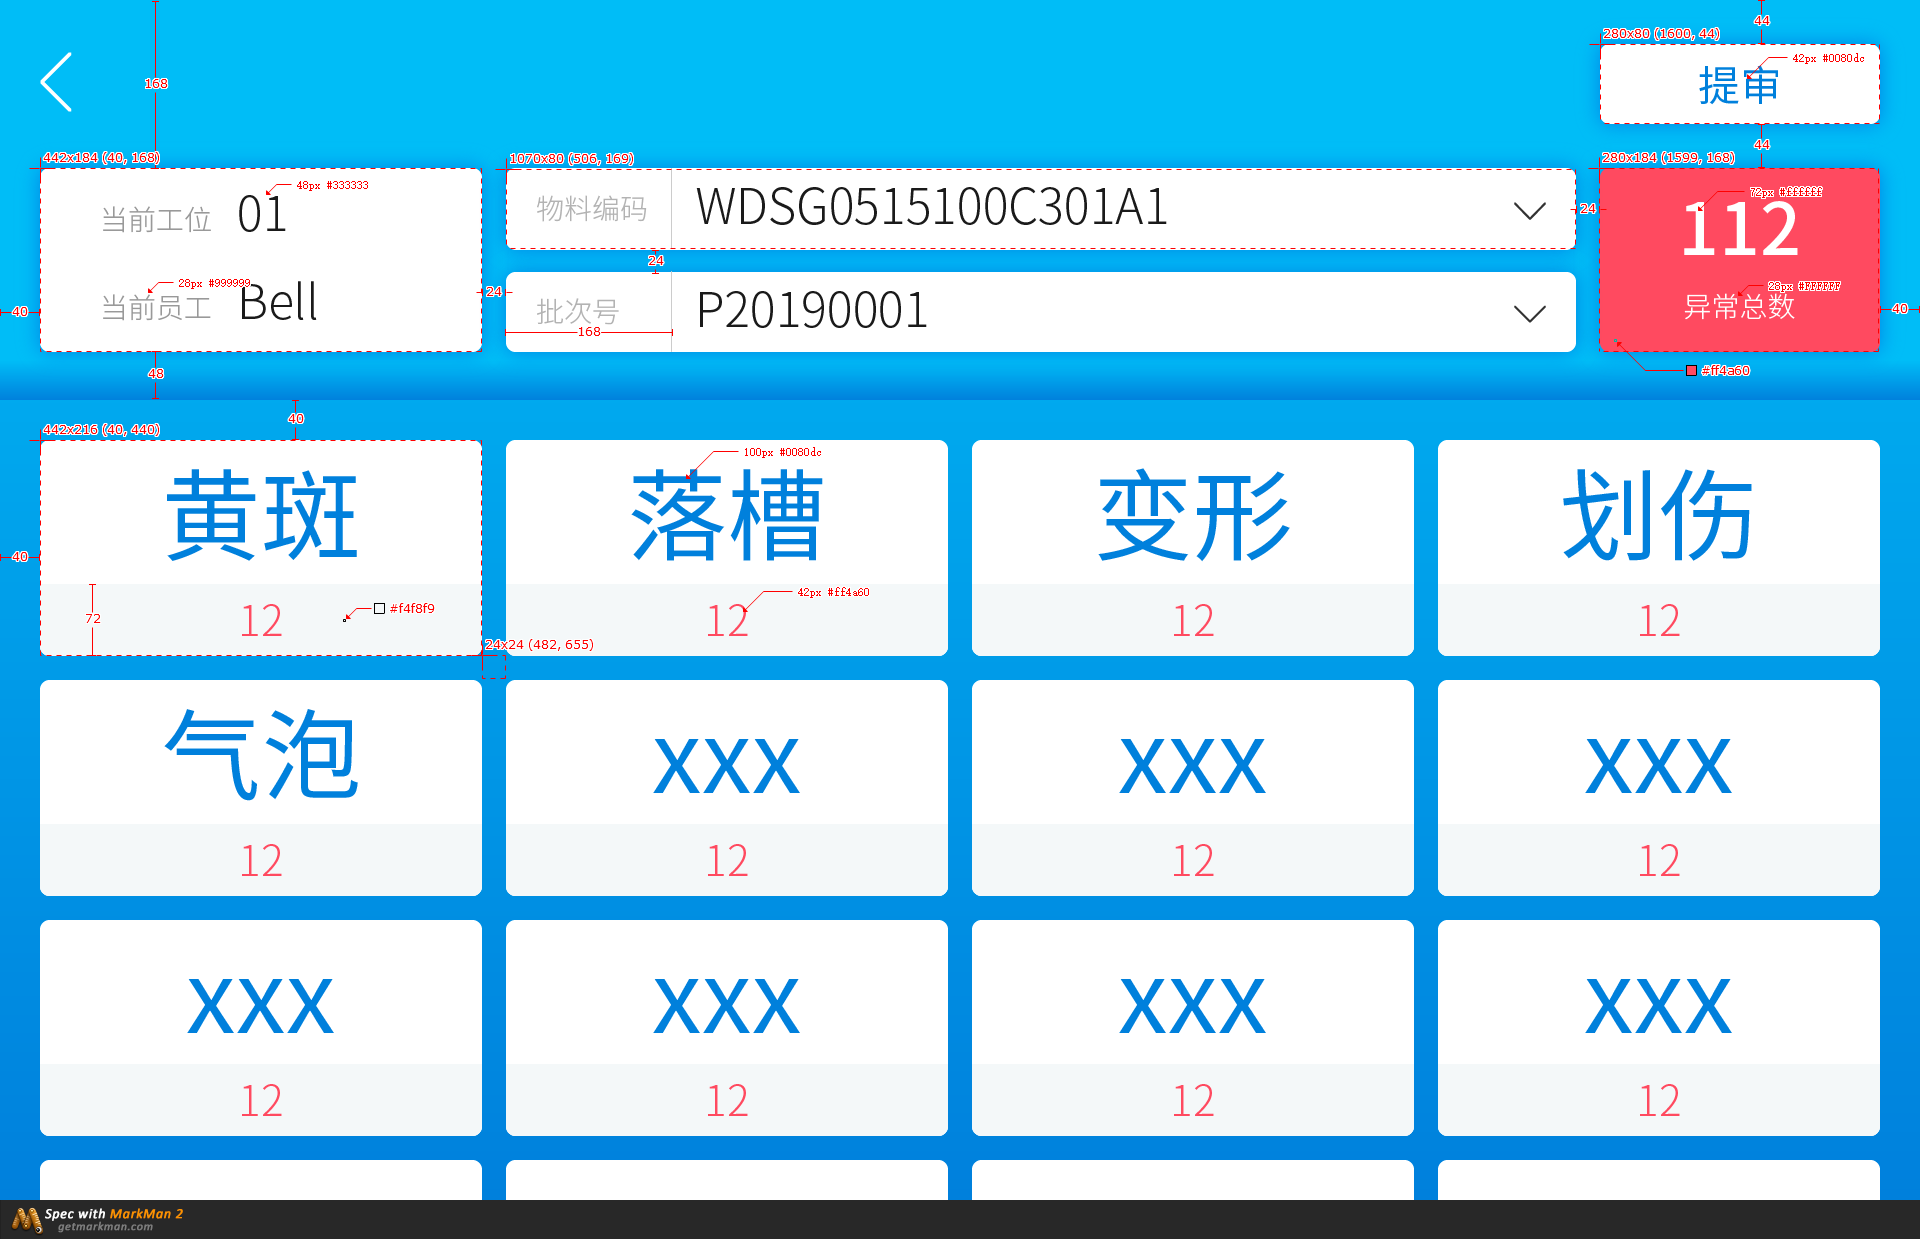 44
280x80 (1600, 44)
42px #0080dc
提审
168
44
442x184 (40, 168)
1070x80 (506, 169)
280x184 (1599, 168)
48px #333333
当前工位 01
物料编码 WDSG0515100C301A1
24
72px #ffffff
112
24
28px #999999
当前员工 Bell
24
批次号 P20190001
168
28px #FFFFFF
异常总数
40
40
48
#ff4a60
40
442x216 (40, 440)
100px #0080dc
黄斑 落槽 变形 划伤
40
72
12 12 12 12
#f4f8f9
42px #ff4a60
24x24 (482, 655)
气泡 xxx xxx xxx
12 12 12 12
xxx xxx xxx xxx
12 12 12 12
Spec with MarkMan 2
getmarkman.com